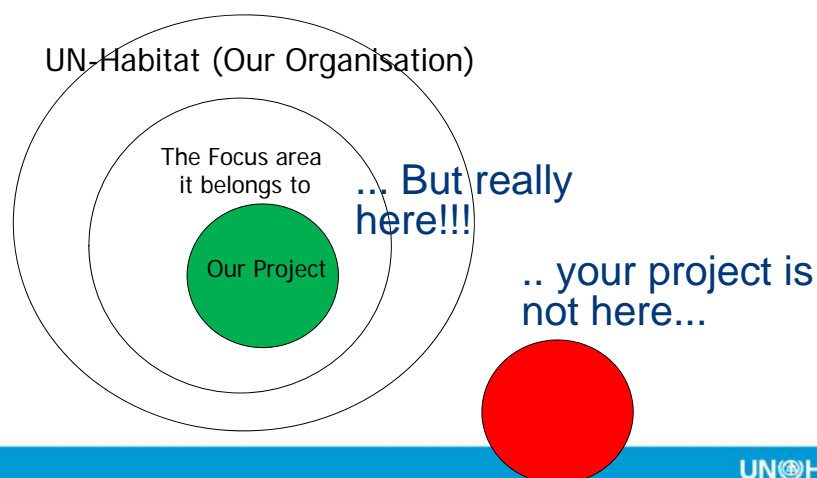 UN-Habitat (Our Organisation)
The Focus area
it belongs to
... But really
here!!!
Our Project
.. your project is
not here...
UN H